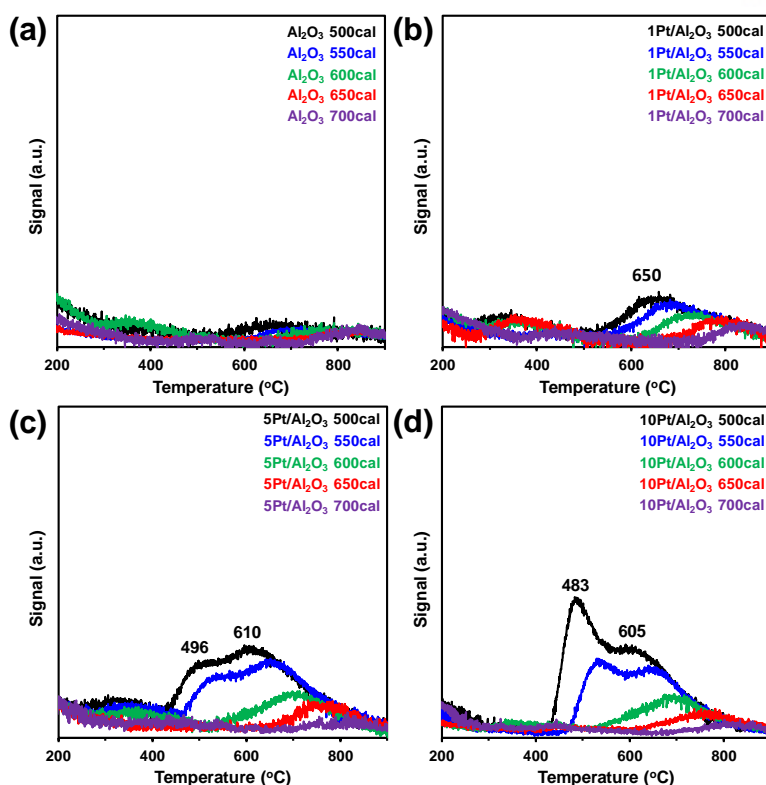 (a)
Al₂O₃ 500cal
Al₂O₃ 550cal
Al₂O₃ 600cal
Al₂O₃ 650cal
Al₂O₃ 700cal
Signal (a.u.)
200 400 600 800
Temperature (°C)
(b)
1Pt/Al₂O₃ 500cal
1Pt/Al₂O₃ 550cal
1Pt/Al₂O₃ 600cal
1Pt/Al₂O₃ 650cal
1Pt/Al₂O₃ 700cal
650
Signal (a.u.)
200 400 600 800
Temperature (°C)
(c)
5Pt/Al₂O₃ 500cal
5Pt/Al₂O₃ 550cal
5Pt/Al₂O₃ 600cal
5Pt/Al₂O₃ 650cal
5Pt/Al₂O₃ 700cal
496 610
Signal (a.u.)
200 400 600 800
Temperature (°C)
(d)
10Pt/Al₂O₃ 500cal
10Pt/Al₂O₃ 550cal
10Pt/Al₂O₃ 600cal
10Pt/Al₂O₃ 650cal
10Pt/Al₂O₃ 700cal
483
605
Signal (a.u.)
200 400 600 800
Temperature (°C)